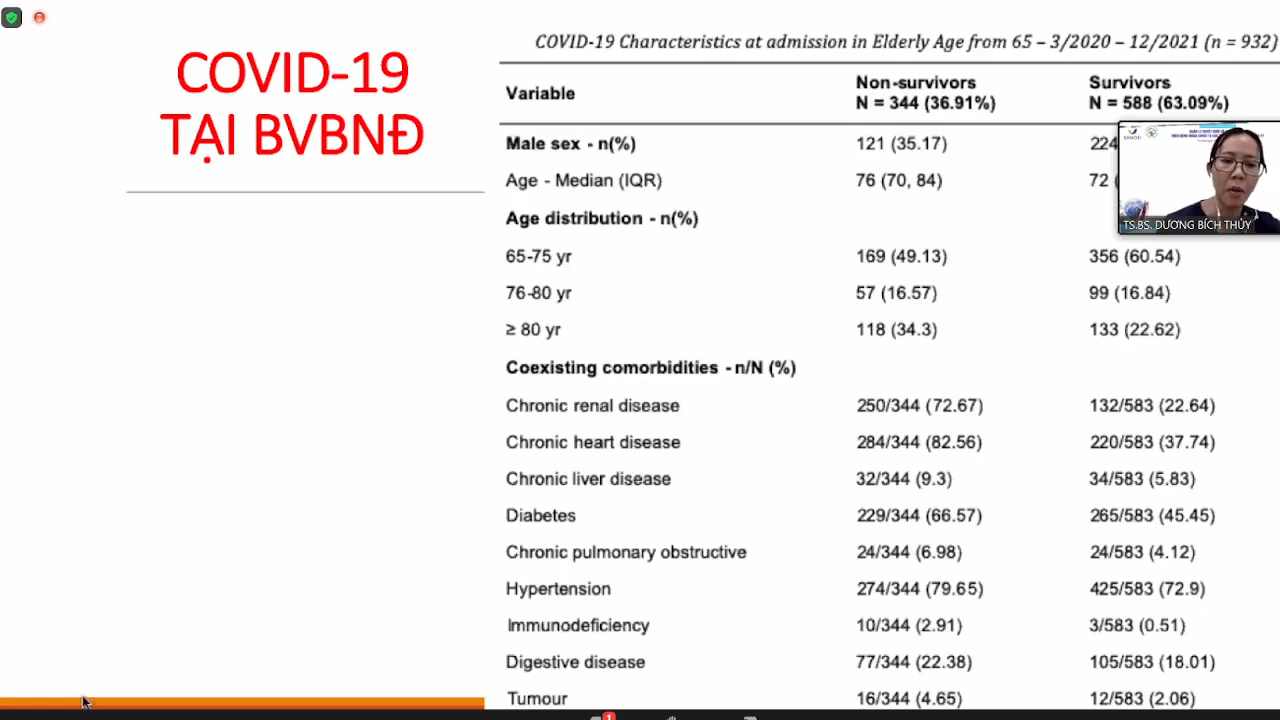 COVID-19
TẠI BVBNĐ
COVID-19 Characteristics at admission in Elderly Age from 65 – 3/2020 – 12/2021 (n = 932)
Variable Non-survivors N = 344 (36.91%) Survivors N = 588 (63.09%)
Male sex - n(%) 121 (35.17) 224
Age - Median (IQR) 76 (70, 84) 72 (
Age distribution - n(%)
65-75 yr 169 (49.13) 356 (60.54)
76-80 yr 57 (16.57) 99 (16.84)
≥ 80 yr 118 (34.3) 133 (22.62)
Coexisting comorbidities - n/N (%)
Chronic renal disease 250/344 (72.67) 132/583 (22.64)
Chronic heart disease 284/344 (82.56) 220/583 (37.74)
Chronic liver disease 32/344 (9.3) 34/583 (5.83)
Diabetes 229/344 (66.57) 265/583 (45.45)
Chronic pulmonary obstructive 24/344 (6.98) 24/583 (4.12)
Hypertension 274/344 (79.65) 425/583 (72.9)
Immunodeficiency 10/344 (2.91) 3/583 (0.51)
Digestive disease 77/344 (22.38) 105/583 (18.01)
Tumour 16/344 (4.65) 12/583 (2.06)
SANOFI
TS.BS. DƯƠNG BÍCH THỦY
1